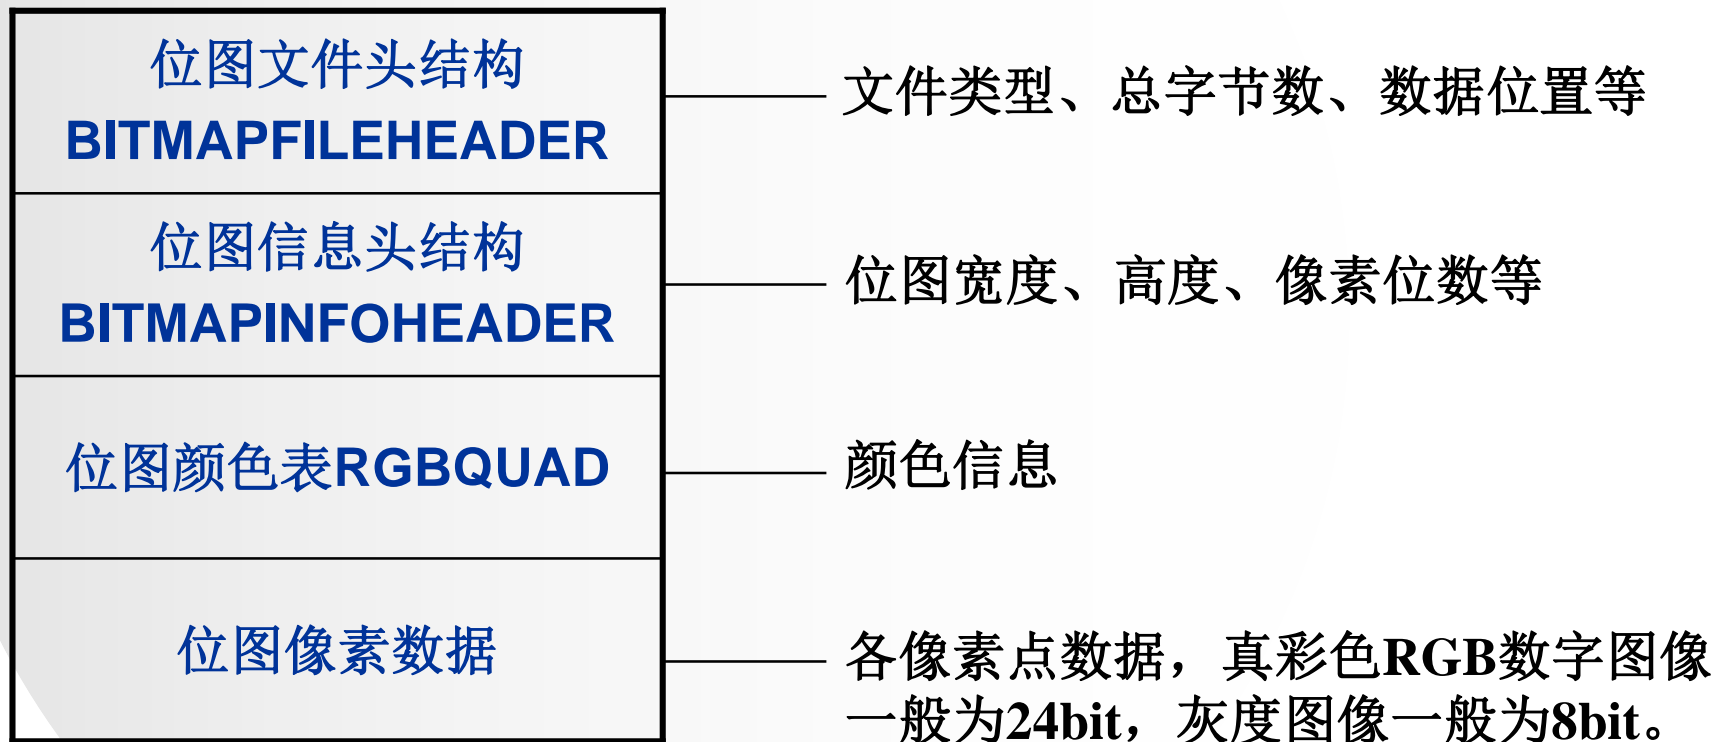 位图文件头结构
BITMAPFILEHEADER
文件类型、总字节数、数据位置等
位图信息头结构
BITMAPINFOHEADER
位图宽度、高度、像素位数等
位图颜色表RGBQUAD
颜色信息
位图像素数据
各像素点数据，真彩色RGB数字图像
一般为24bit，灰度图像一般为8bit。